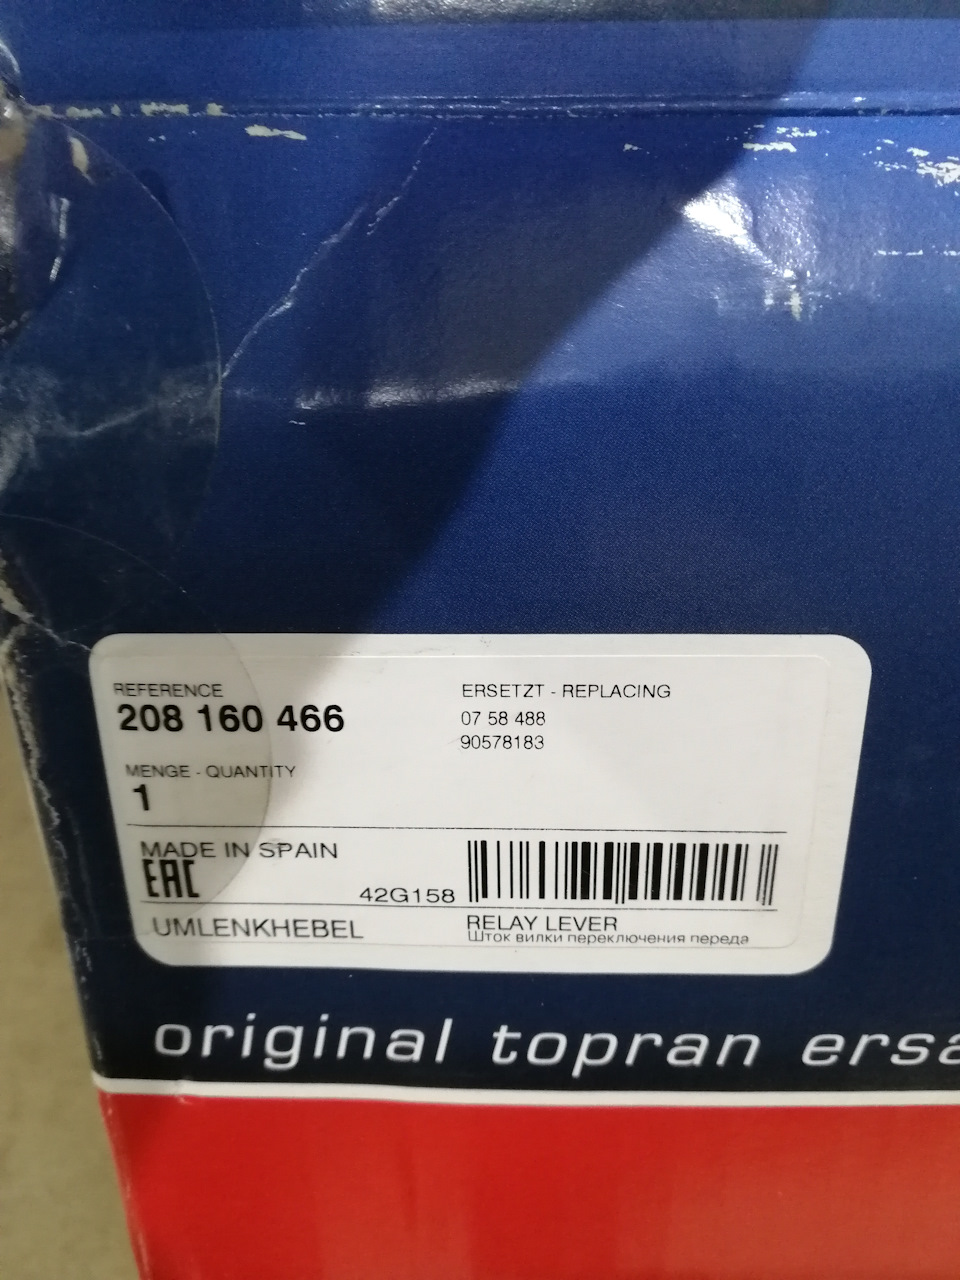 REFERENCE
208 160 466
ERSETZT - REPLACING
07 58 488
90578183
MENGE - QUANTITY
1
MADE IN SPAIN
EAC
42G158
UMLENKHEBEL
RELAY LEVER
Шток вилки переключения переда
original topran ersa